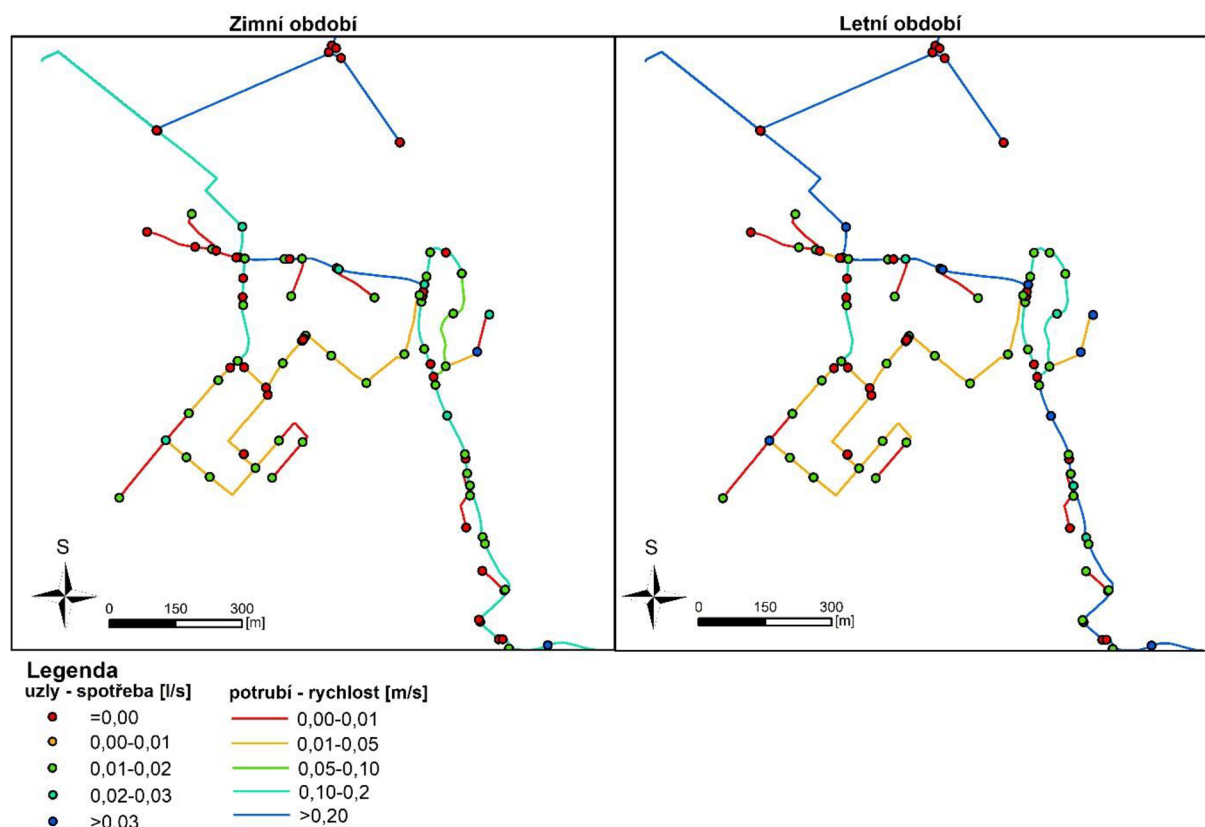 Zimní období
Letní období
S
0 150 300
[m]
S
0 150 300
[m]
Legenda
uzly - spotřeba [l/s]
=0,00
0,00-0,01
0,01-0,02
0,02-0,03
>0,03
potrubí - rychlost [m/s]
0,00-0,01
0,01-0,05
0,05-0,10
0,10-0,2
>0,20